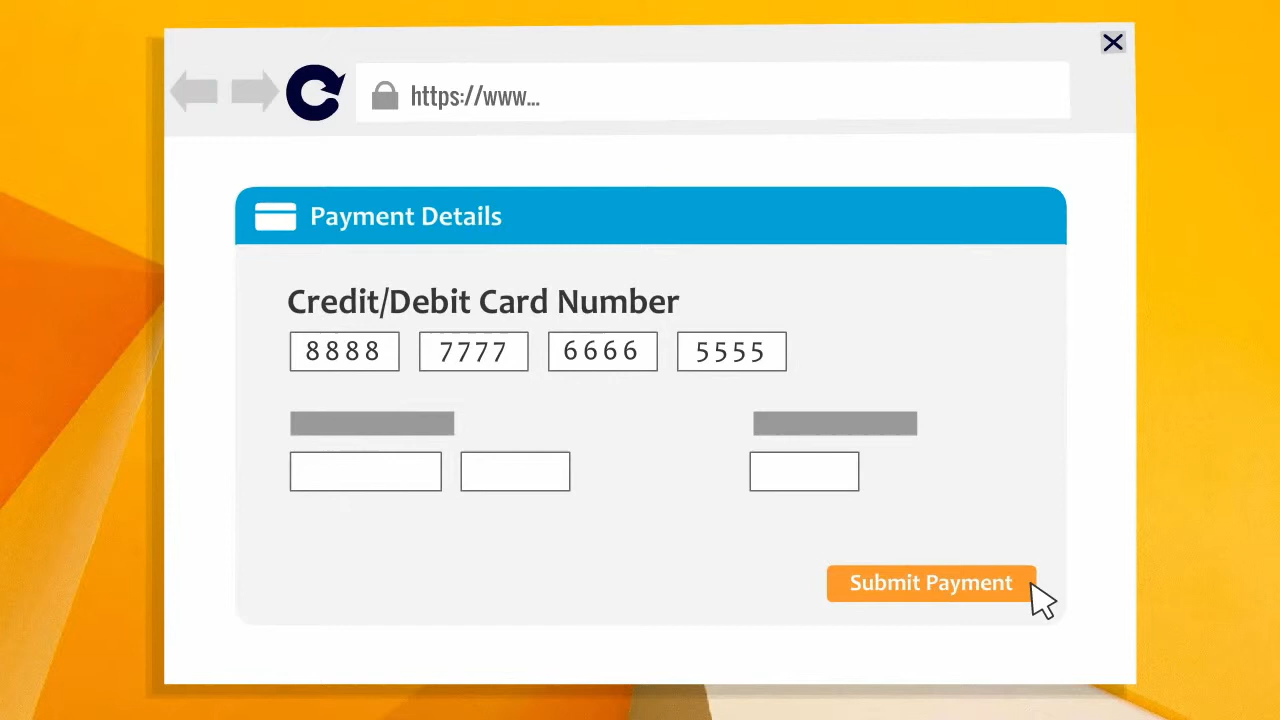 https://www...
Payment Details
Credit/Debit Card Number
8888 7777 6666 5555
Submit Payment